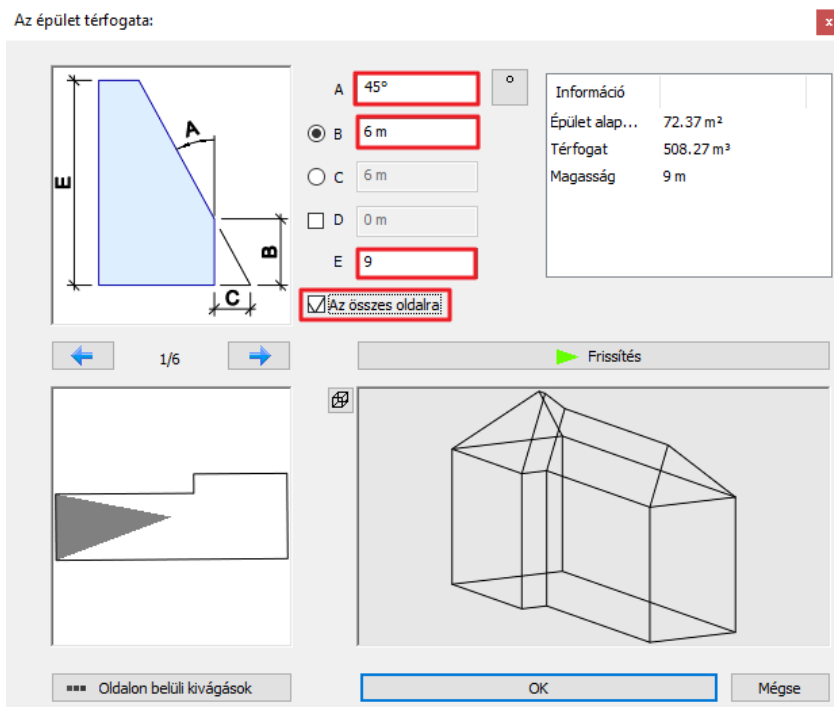 Az épület térfogata:
x
A
E
B
C
A 45° °
B 6 m
C 6 m
D 0 m
E 9
Az összes oldalra
Információ
Épület alap... 72.37 m²
Térfogat 508.27 m³
Magasság 9 m
1/6
Frissítés
Oldalon belüli kivágások
OK
Mégse